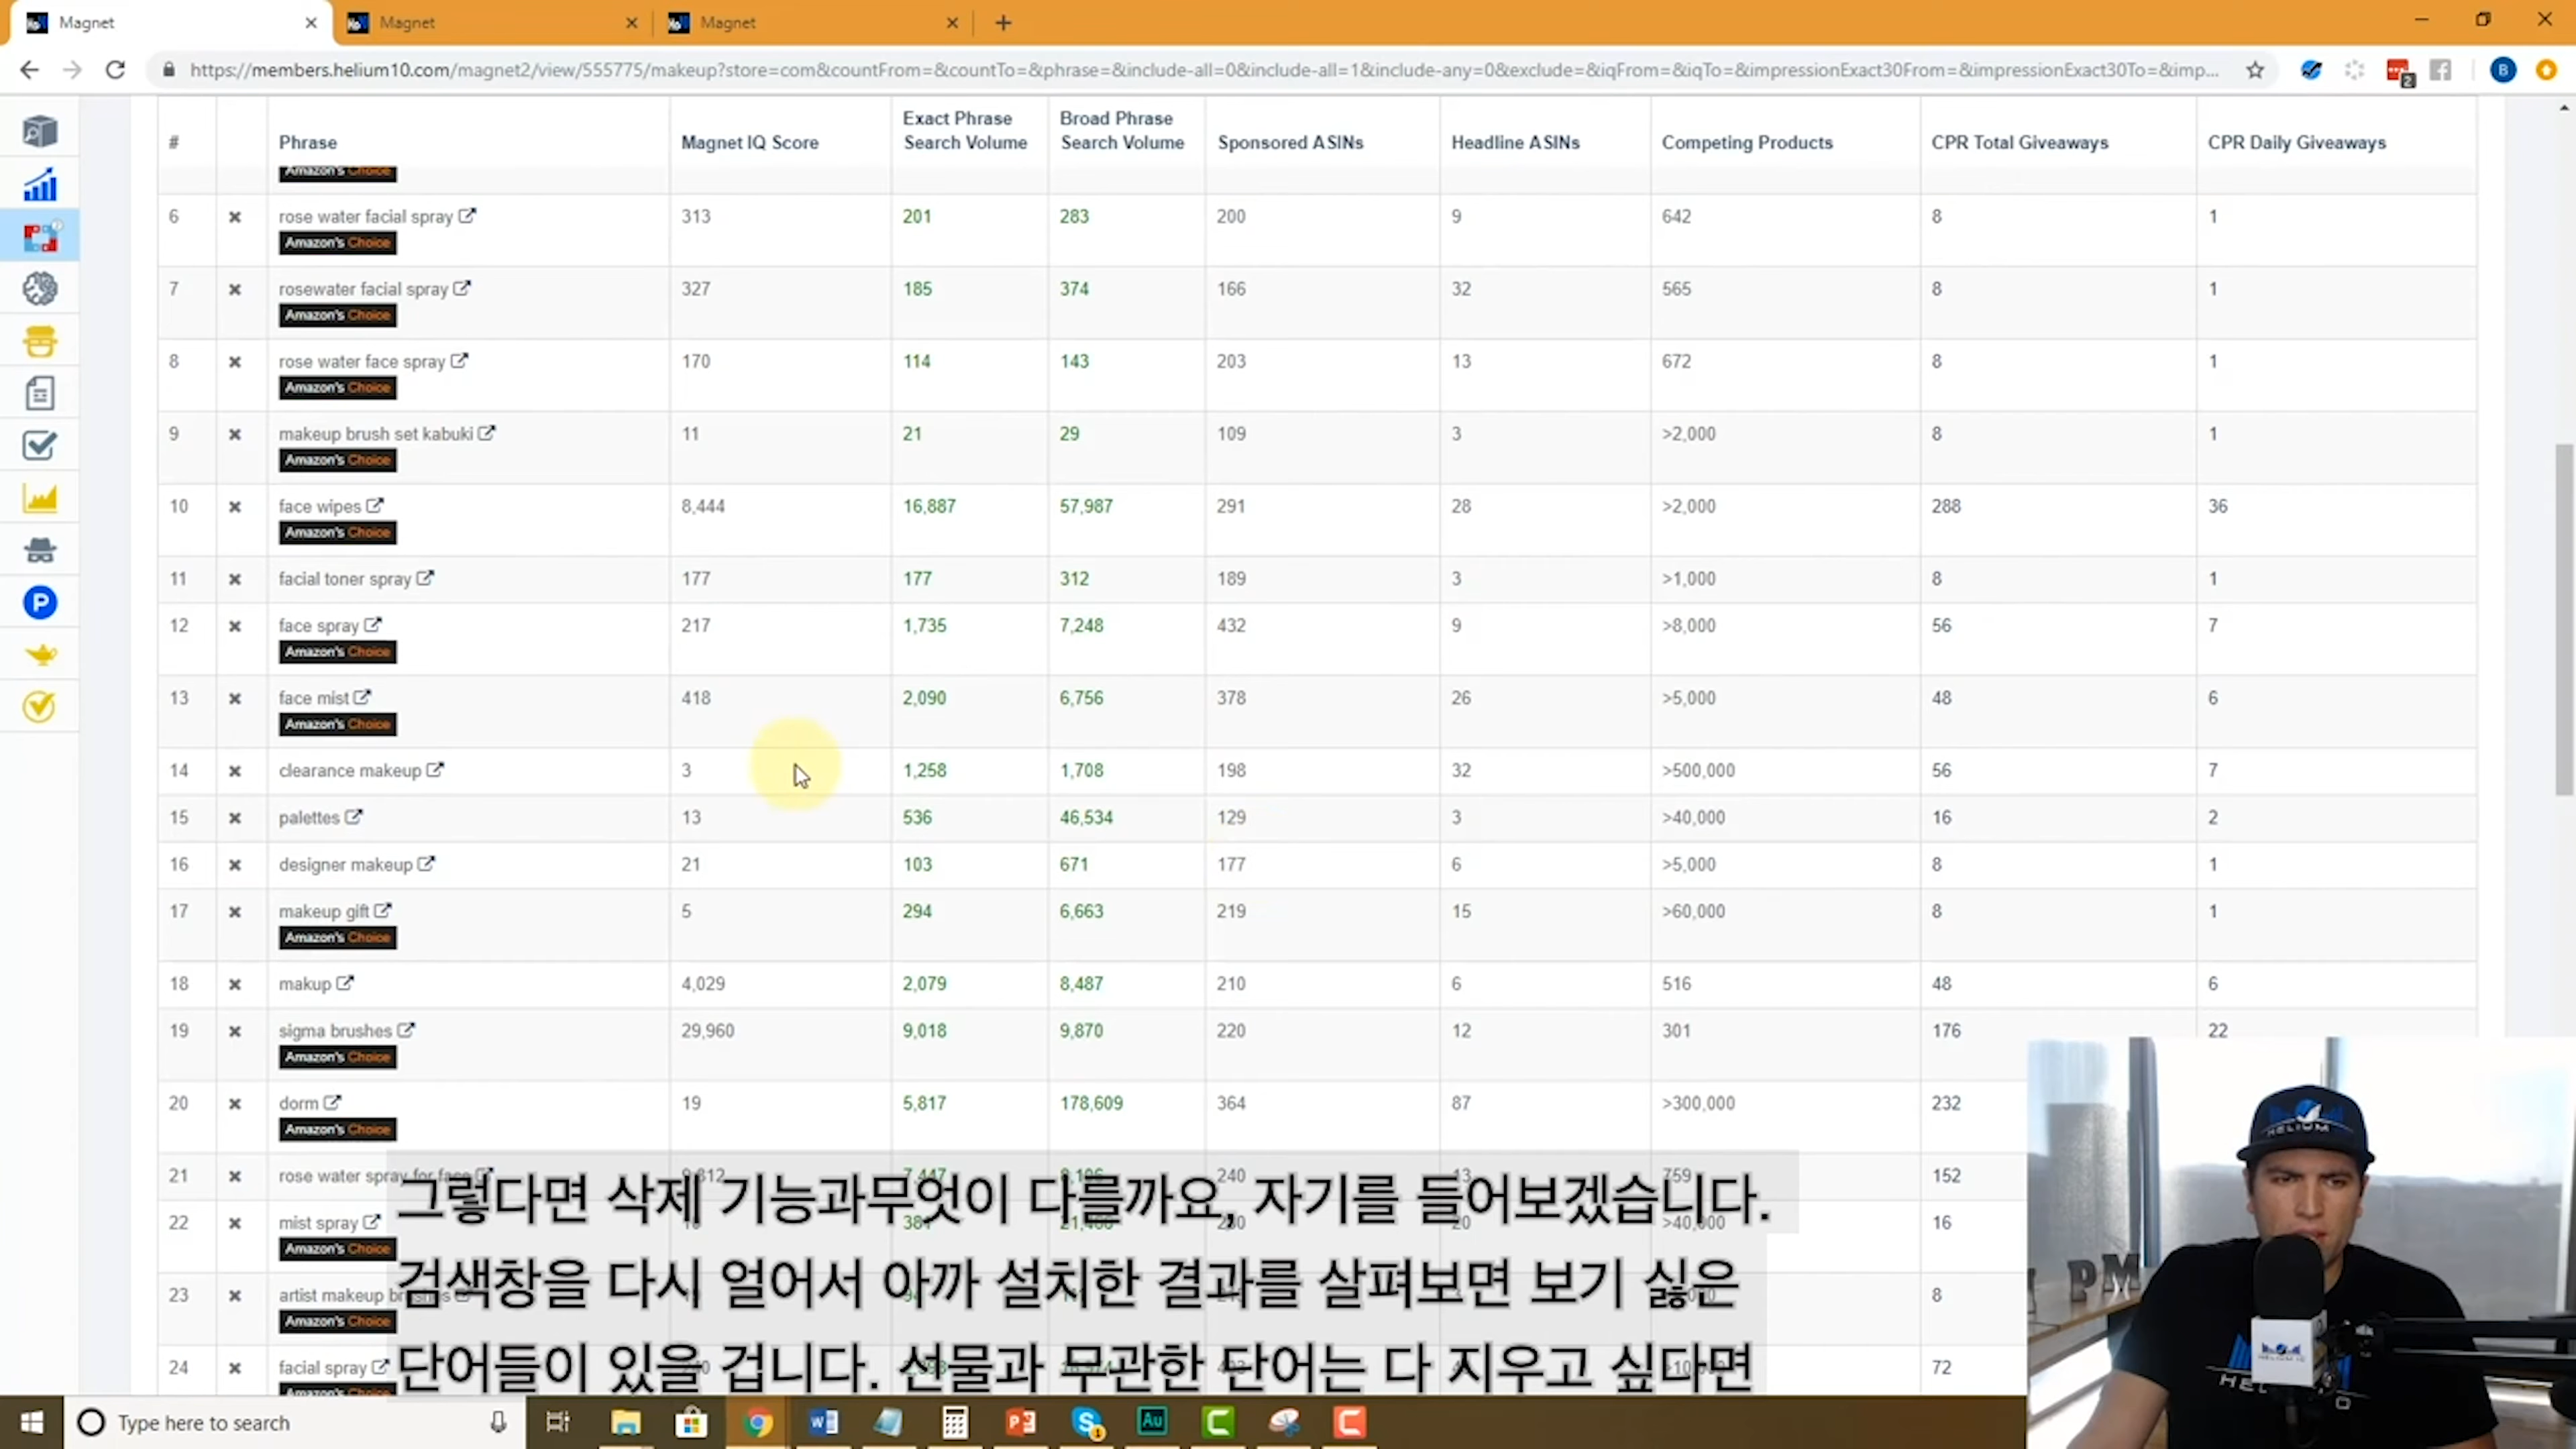 Magnet
Magnet
Magnet
https://members.helium10.com/magnet2/view/555775/makeup?store=com&countFrom=&countTo=&phrase=&include-all=0&include-all=1&include-any=0&exclude=&iqFrom=&iqTo=&impressionExact30From=&impressionExact30To=&imp...
# Phrase Magnet IQ Score Exact Phrase Search Volume Broad Phrase Search Volume Sponsored ASINs Headline ASINs Competing Products CPR Total Giveaways CPR Daily Giveaways
Amazon's Choice
6 rose water facial spray 313 201 283 200 9 642 8 1
Amazon's Choice
7 rosewater facial spray 327 185 374 166 32 565 8 1
Amazon's Choice
8 rose water face spray 170 114 143 203 13 672 8 1
Amazon's Choice
9 makeup brush set kabuki 11 21 29 109 3 >2,000 8 1
Amazon's Choice
10 face wipes 8,444 16,887 57,987 291 28 >2,000 288 36
Amazon's Choice
11 facial toner spray 177 177 312 189 3 >1,000 8 1
12 face spray 217 1,735 7,248 432 9 >8,000 56 7
Amazon's Choice
13 face mist 418 2,090 6,756 378 26 >5,000 48 6
Amazon's Choice
14 clearance makeup 3 1,258 1,708 198 32 >500,000 56 7
15 palettes 13 536 46,534 129 3 >40,000 16 2
16 designer makeup 21 103 671 177 6 >5,000 8 1
17 makeup gift 5 294 6,663 219 15 >60,000 8 1
Amazon's Choice
18 makup 4,029 2,079 8,487 210 6 516 48 6
19 sigma brushes 29,960 9,018 9,870 220 12 301 176 22
Amazon's Choice
20 dorm 19 5,817 178,609 364 87 >300,000 232
Amazon's Choice
21 rose water spray for face 7,447 240 13 759 152
22 mist spray 20 >40,000 16
Amazon's Choice
23 artist makeup brushes 8
Amazon's Choice
24 facial spray 72
Amazon's Choice
그렇다면 삭제 기능과무엇이 다를까요, 자기를 들어보겠습니다.
검색창을 다시 얼어서 아까 설치한 결과를 살펴보면 보기 싫은
단어들이 있을 겁니다. 선물과 무관한 단어는 다 지우고 싶다면
HELIUM
PM
Type here to search